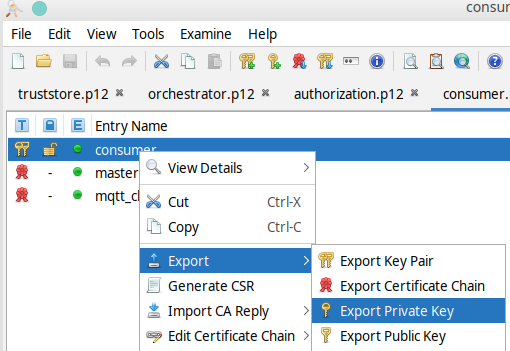 consu
File Edit View Tools Examine Help
truststore.p12 orchestrator.p12 authorization.p12 consumer.
T E Entry Name
consumer
- master
- mqtt_c
View Details
Cut Ctrl-X
Copy Ctrl-C
Export
Generate CSR
Import CA Reply
Edit Certificate Chain
Export Key Pair
Export Certificate Chain
Export Private Key
Export Public Key